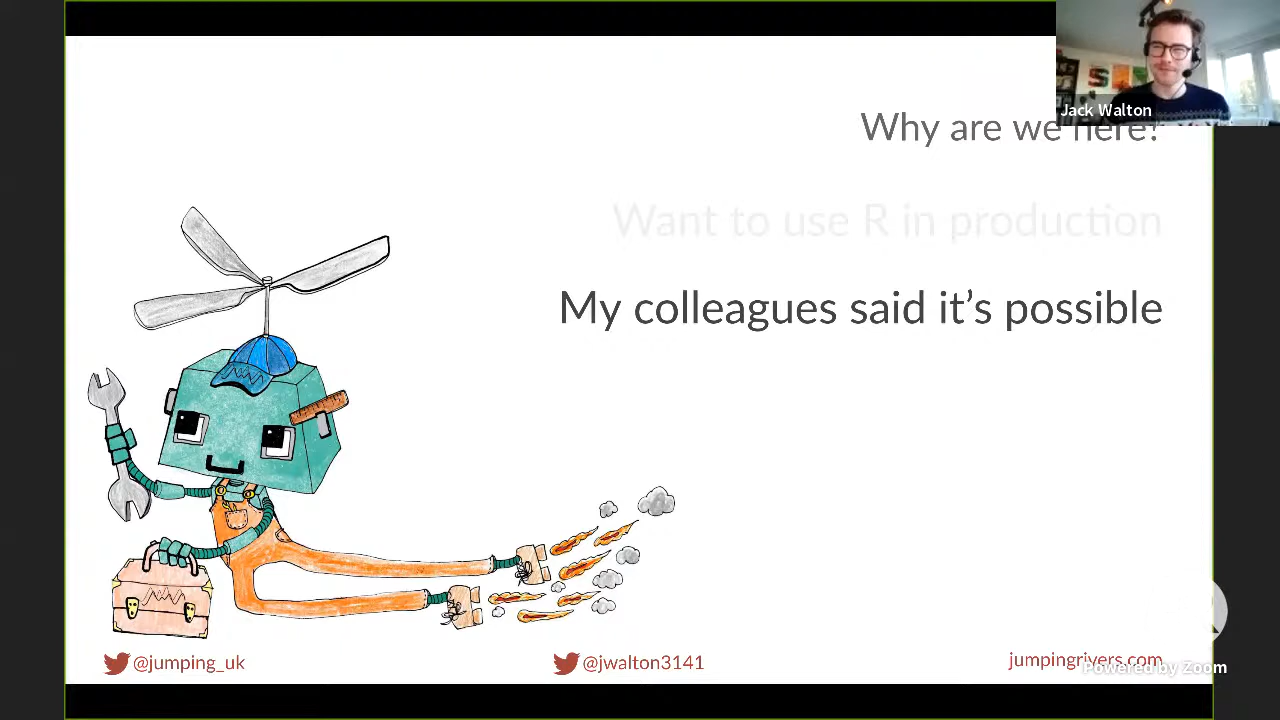 Jack Walton
Why are we here?
Want to use R in production
My colleagues said it's possible
@jumping_uk
@jwalton3141
jumpingrivers.com
Powered by Zoom